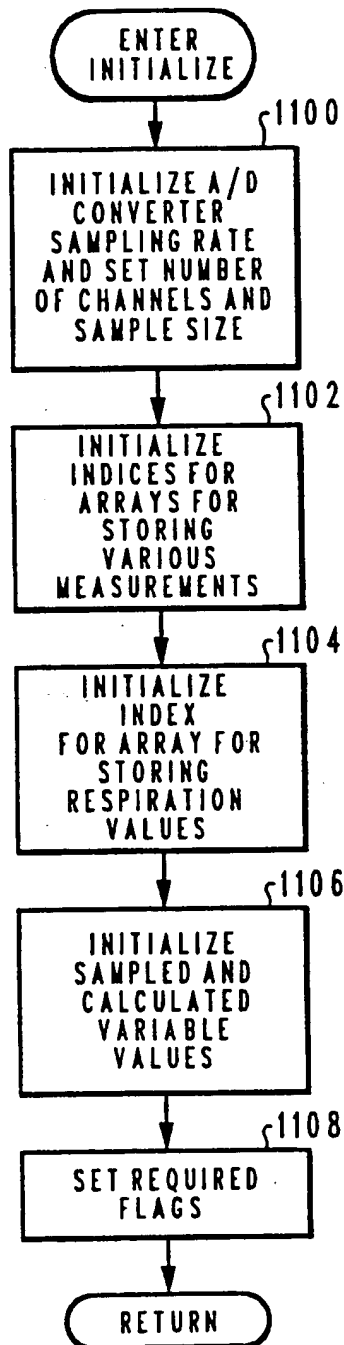 ENTER
INITIALIZE
1100
INITIALIZE A/D
CONVERTER
SAMPLING RATE
AND SET NUMBER
OF CHANNELS AND
SAMPLE SIZE
1102
INITIALIZE
INDICES FOR
ARRAYS FOR
STORING
VARIOUS
MEASUREMENTS
1104
INITIALIZE
INDEX
FOR ARRAY FOR
STORING
RESPIRATION
VALUES
1106
INITIALIZE
SAMPLED AND
CALCULATED
VARIABLE
VALUES
1108
SET REQUIRED
FLAGS
RETURN